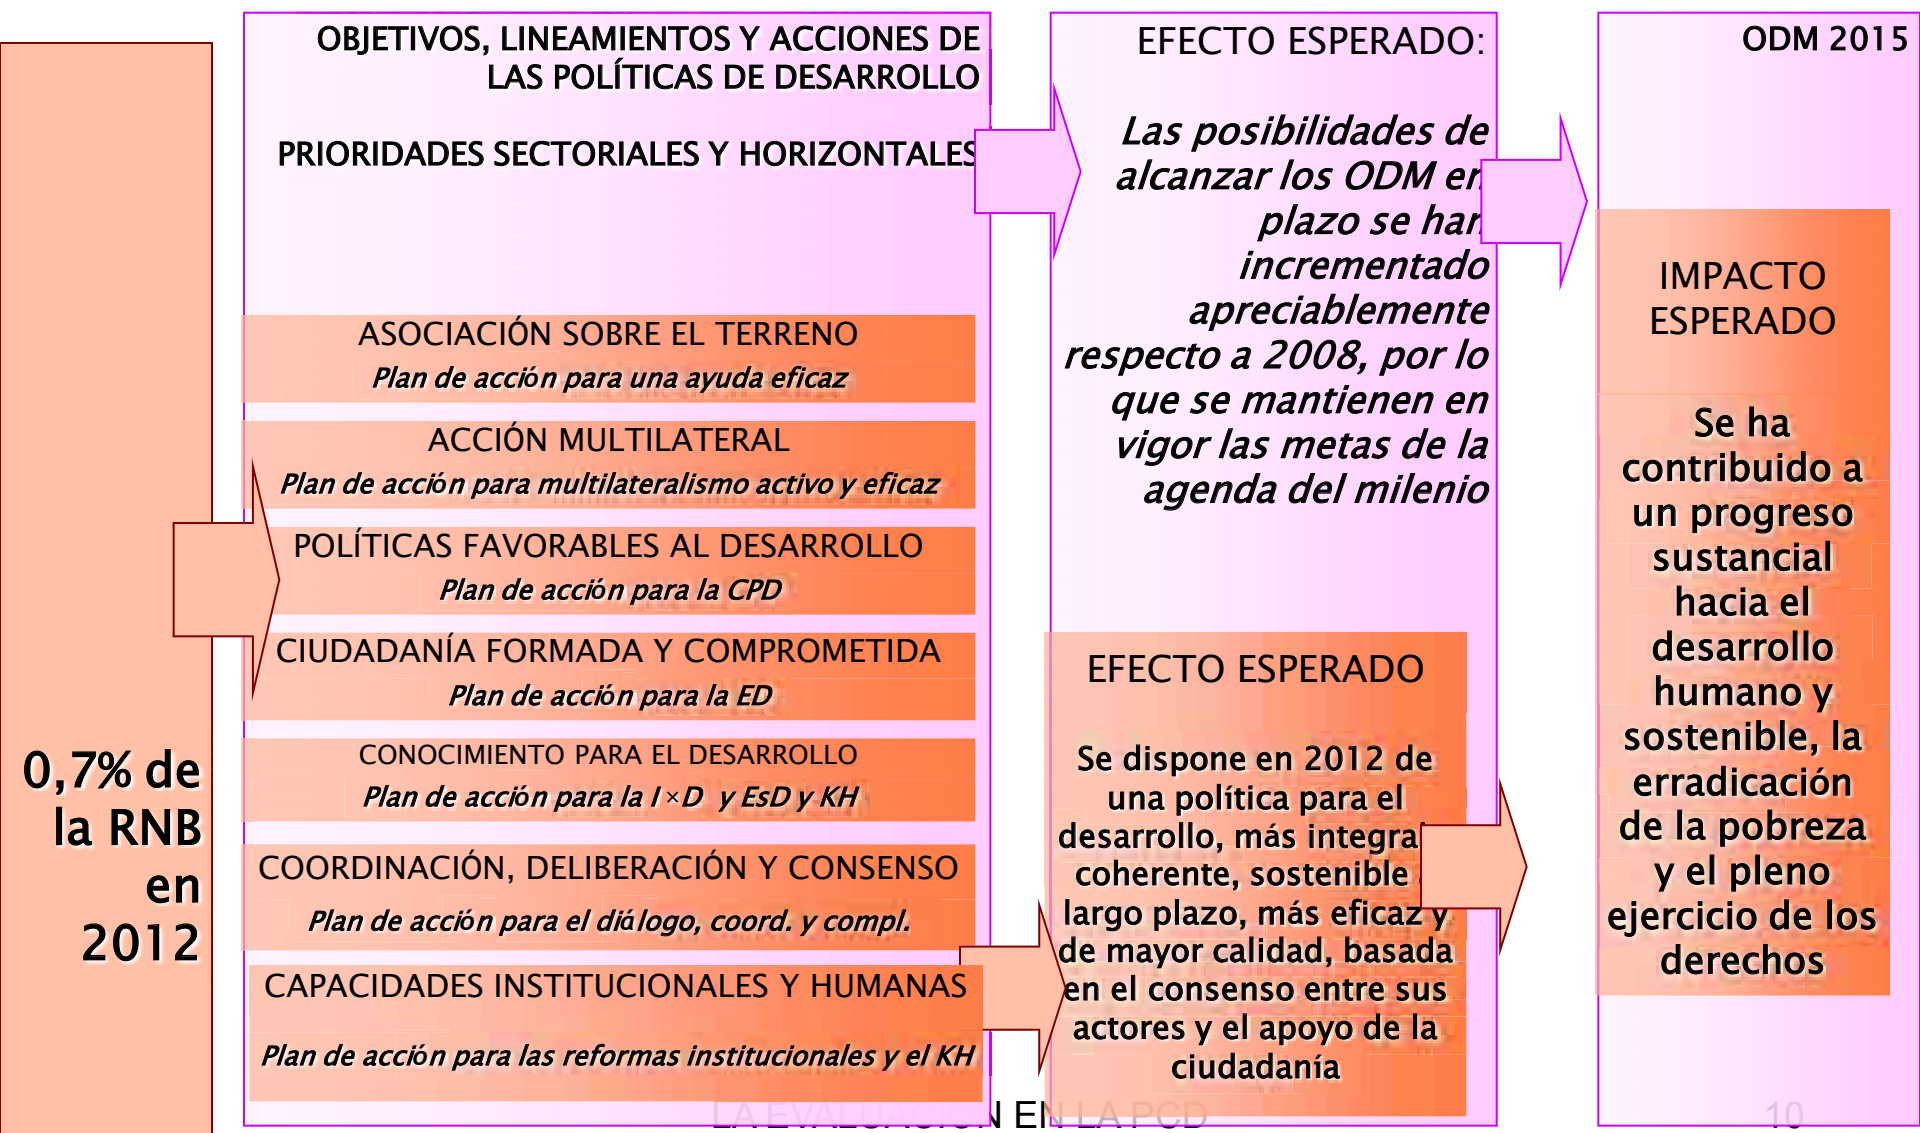 0,7% de
la RNB
en
2012
OBJETIVOS, LINEAMIENTOS Y ACCIONES DE
LAS POLÍTICAS DE DESARROLLO
PRIORIDADES SECTORIALES Y HORIZONTALES
ASOCIACIÓN SOBRE EL TERRENO
Plan de acción para una ayuda eficaz
ACCIÓN MULTILATERAL
Plan de acción para multilateralismo activo y eficaz
POLÍTICAS FAVORABLES AL DESARROLLO
Plan de acción para la CPD
CIUDADANÍA FORMADA Y COMPROMETIDA
Plan de acción para la ED
CONOCIMIENTO PARA EL DESARROLLO
Plan de acción para la I×D y EsD y KH
COORDINACIÓN, DELIBERACIÓN Y CONSENSO
Plan de acción para el diálogo, coord. y compl.
CAPACIDADES INSTITUCIONALES Y HUMANAS
Plan de acción para las reformas institucionales y el KH
EFECTO ESPERADO:
Las posibilidades de
alcanzar los ODM en
plazo se han
incrementado
apreciablemente
respecto a 2008, por lo
que se mantienen en
vigor las metas de la
agenda del milenio
EFECTO ESPERADO
Se dispone en 2012 de
una política para el
desarrollo, más integral
coherente, sostenible
largo plazo, más eficaz y
de mayor calidad, basada
en el consenso entre sus
actores y el apoyo de la
ciudadanía
ODM 2015
IMPACTO
ESPERADO
Se ha
contribuido a
un progreso
sustancial
hacia el
desarrollo
humano y
sostenible, la
erradicación
de la pobreza
y el pleno
ejercicio de los
derechos
LA EVALUACIÓN EN LA PCD
10